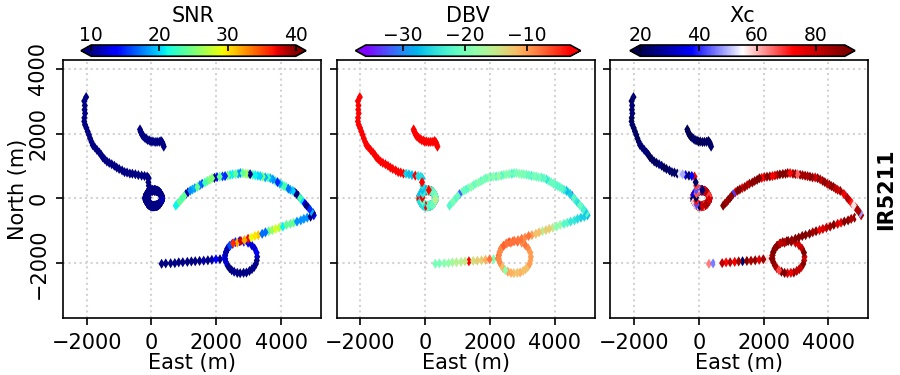 SNR DBV Xc
10 20 30 40 −30 −20 −10 20 40 60 80
4000
2000
0
−2000
North (m)
IR5211
−2000 0 2000 4000 −2000 0 2000 4000 −2000 0 2000 4000
East (m) East (m) East (m)